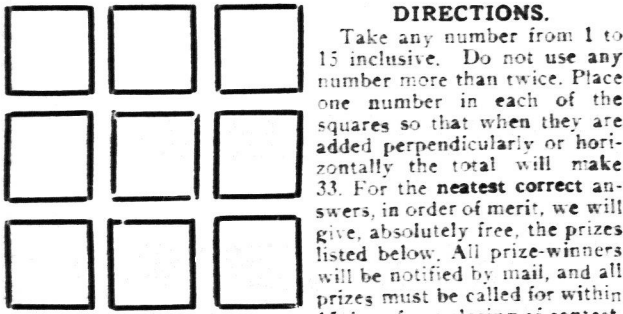 DIRECTIONS.
Take any number from 1 to
15 inclusive. Do not use any
number more than twice. Place
one number in each of the
squares so that when they are
added perpendicularly or hori-
zontally the total will make
33. For the neatest correct an-
swers, in order of merit, we will
give, absolutely free, the prizes
listed below. All prize-winners
will be notified by mail, and all
prizes must be called for within